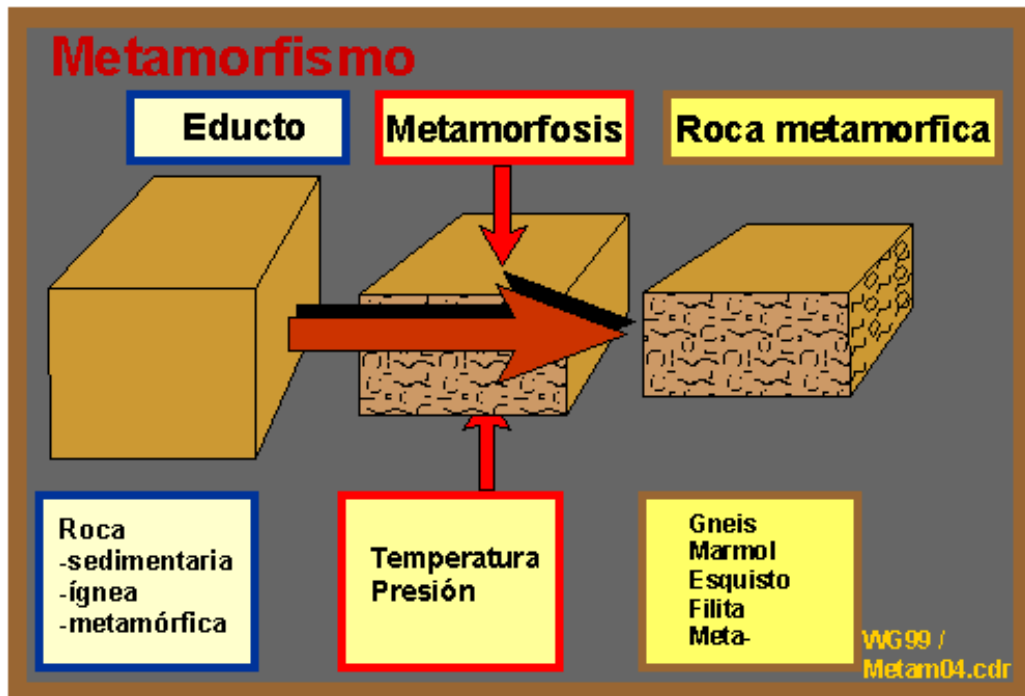 Metamorfismo
Educto
Metamorfosis
Roca metamorfica
Roca
-sedimentaria
-ígnea
-metamórfica
Temperatura
Presión
Gneis
Marmol
Esquisto
Filita
Meta-
WG99 /
Metam04.cdr